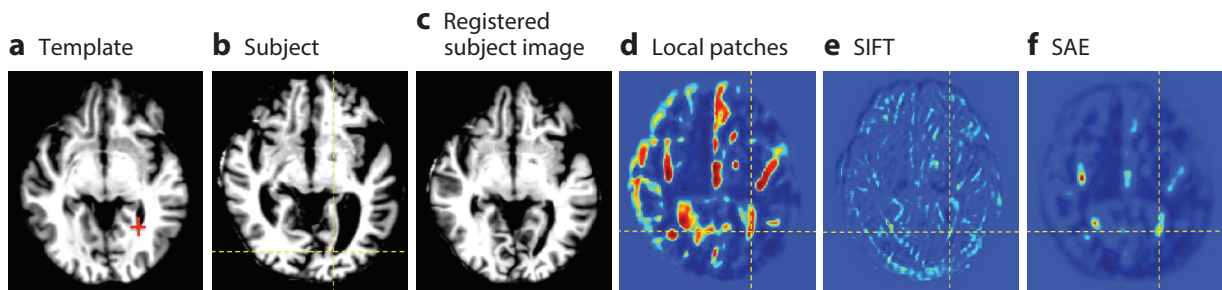 a Template
b Subject
c Registered
subject image
d Local patches
e SIFT
f SAE